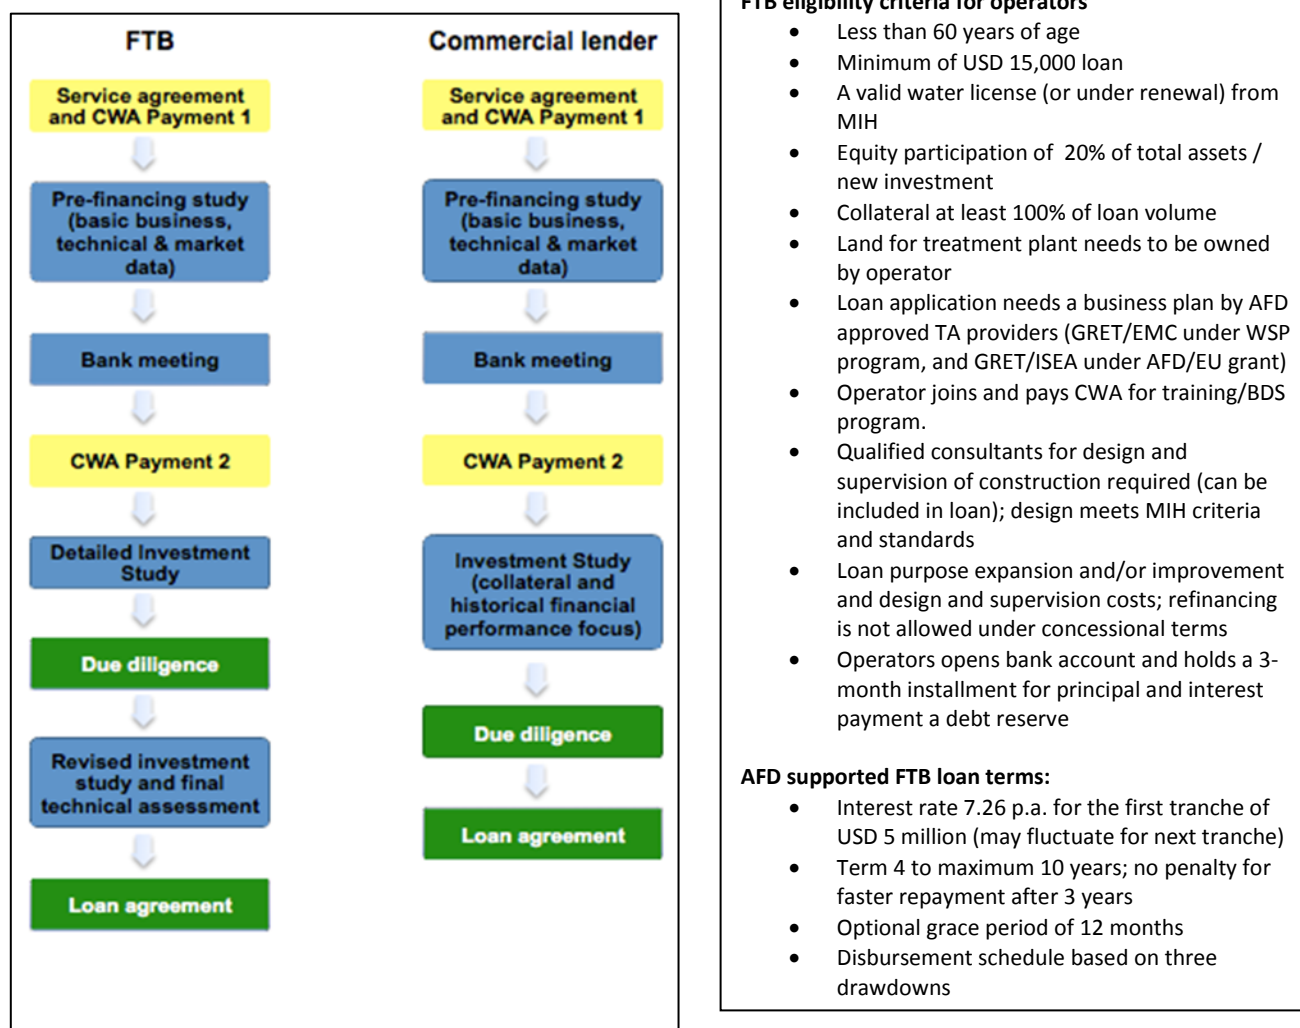 FTB
Service agreement
and CWA Payment 1
Pre-financing study
(basic business,
technical & market
data)
Bank meeting
CWA Payment 2
Detailed Investment
Study
Due diligence
Revised investment
study and final
technical assessment
Loan agreement
Commercial lender
Service agreement
and CWA Payment 1
Pre-financing study
(basic business,
technical & market
data)
Bank meeting
CWA Payment 2
Investment Study
(collateral and
historical financial
performance focus)
Due diligence
Loan agreement
FTB eligibility criteria for operators
• Less than 60 years of age
• Minimum of USD 15,000 loan
• A valid water license (or under renewal) from
MIH
• Equity participation of 20% of total assets /
new investment
• Collateral at least 100% of loan volume
• Land for treatment plant needs to be owned
by operator
• Loan application needs a business plan by AFD
approved TA providers (GRET/EMC under WSP
program, and GRET/ISEA under AFD/EU grant)
• Operator joins and pays CWA for training/BDS
program.
• Qualified consultants for design and
supervision of construction required (can be
included in loan); design meets MIH criteria
and standards
• Loan purpose expansion and/or improvement
and design and supervision costs; refinancing
is not allowed under concessional terms
• Operators opens bank account and holds a 3-
month installment for principal and interest
payment a debt reserve
AFD supported FTB loan terms:
• Interest rate 7.26 p.a. for the first tranche of
USD 5 million (may fluctuate for next tranche)
• Term 4 to maximum 10 years; no penalty for
faster repayment after 3 years
• Optional grace period of 12 months
• Disbursement schedule based on three
drawdowns